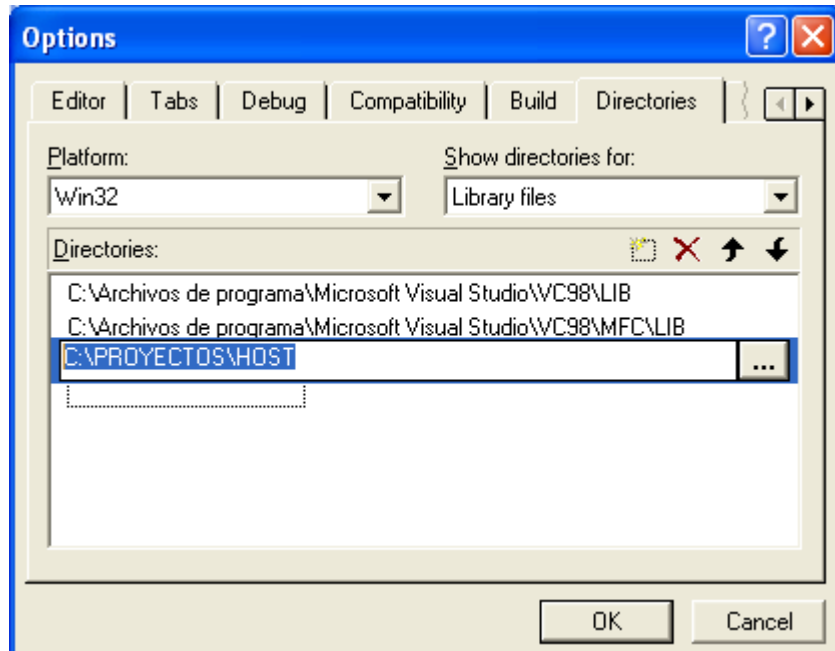 Options
Editor Tabs Debug Compatibility Build Directories
Platform: Show directories for:
Win32 Library files
Directories:
C:\Archivos de programa\Microsoft Visual Studio\VC98\LIB
C:\Archivos de programa\Microsoft Visual Studio\VC98\MFC\LIB
C:\PROYECTOS\HOST
...
OK Cancel